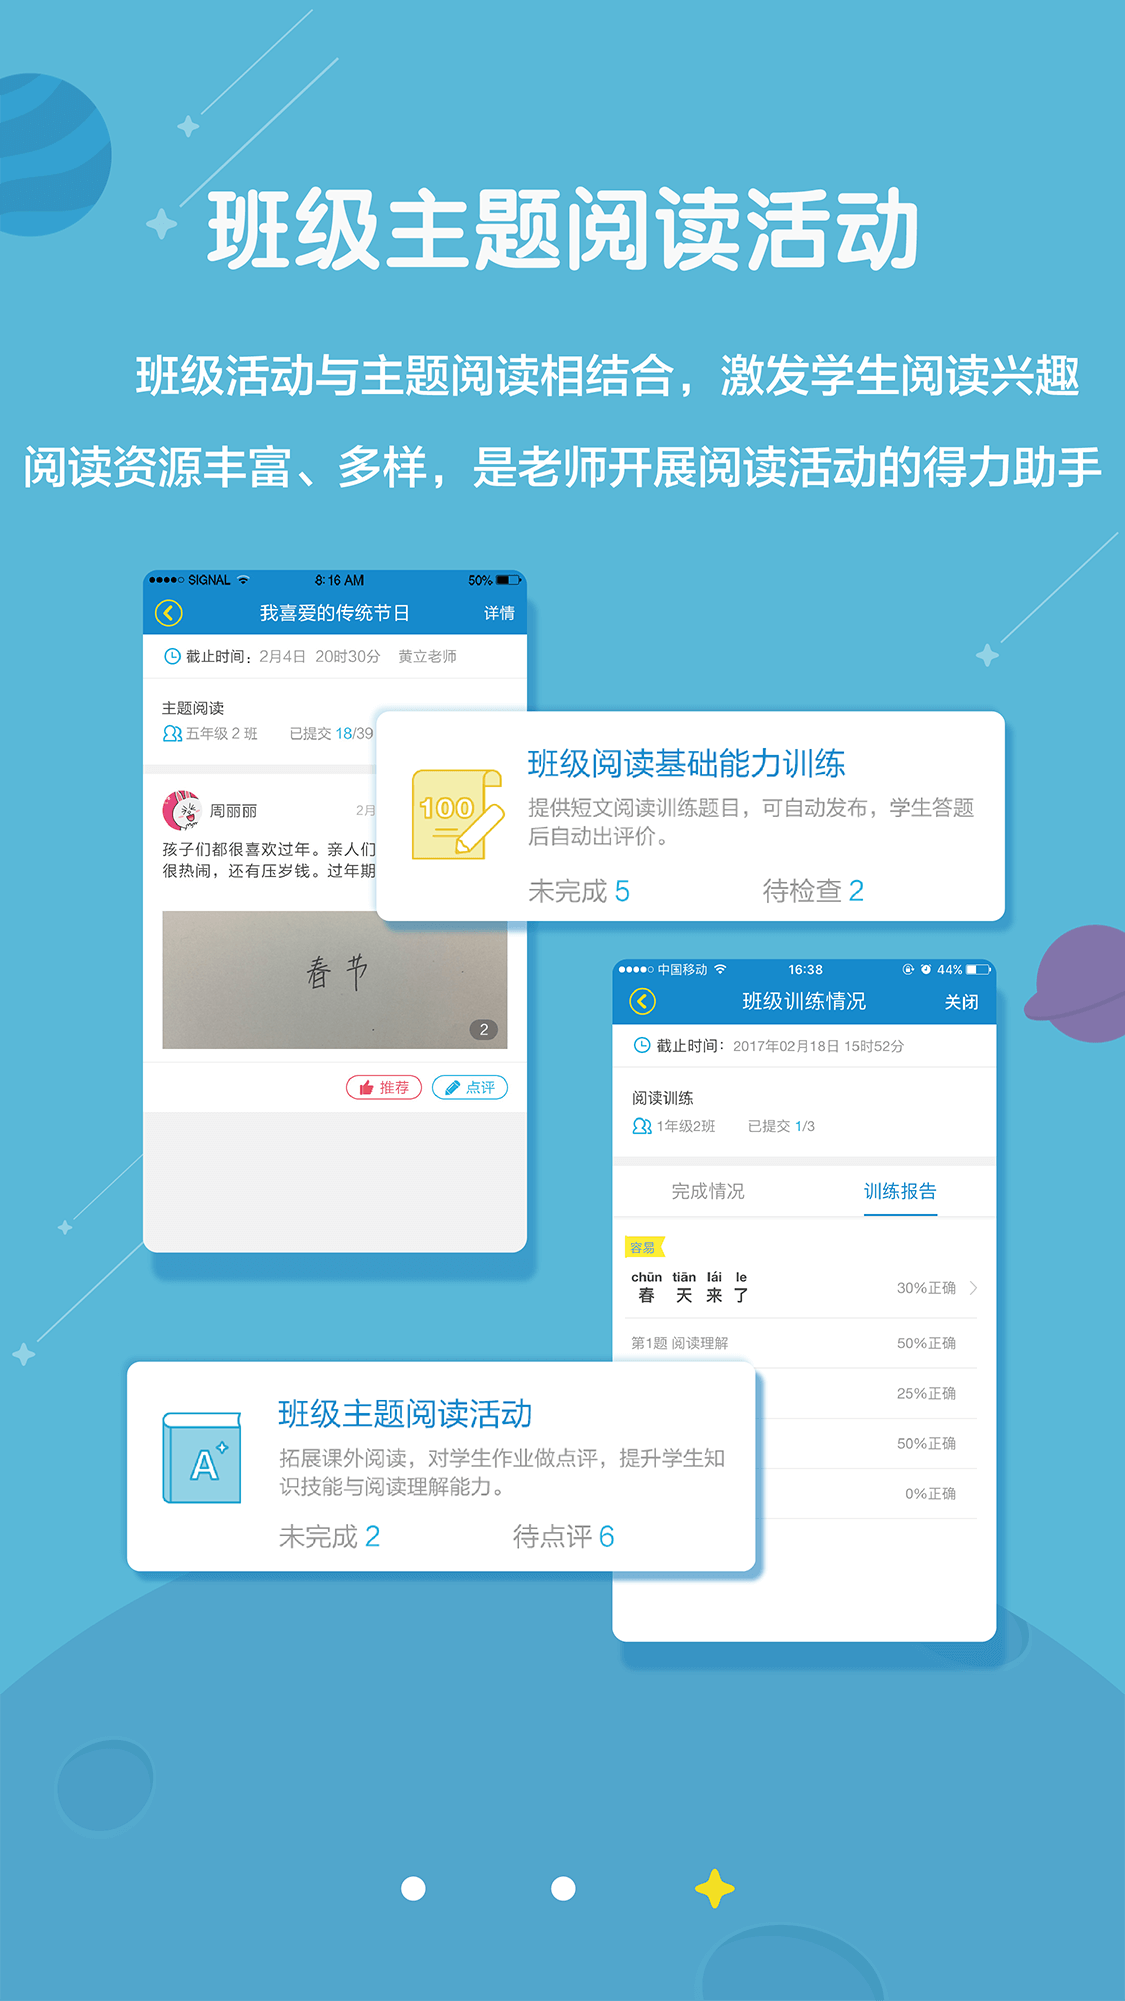 班级主题阅读活动
班级活动与主题阅读相结合，激发学生阅读兴趣
阅读资源丰富、多样，是老师开展阅读活动的得力助手
SIGNAL 8:16 AM 50%
我喜爱的传统节日 详情
截止时间：2月4日 20时30分 黄立老师
主题阅读
五年级 2 班 已提交 18/39
周丽丽 2月
孩子们都很喜欢过年。亲人们
很热闹，还有压岁钱。过年期
春节
2
推荐 点评
班级阅读基础能力训练
100
提供短文阅读训练题目，可自动发布，学生答题
后自动出评价。
未完成 5 待检查 2
中国移动 16:38 44%
班级训练情况 关闭
截止时间：2017年02月18日 15时52分
阅读训练
1年级2班 已提交 1/3
完成情况 训练报告
容易
chūn tiān lái le
春 天 来 了 30%正确
第1题 阅读理解 50%正确
25%正确
50%正确
0%正确
班级主题阅读活动
A+
拓展课外阅读，对学生作业做点评，提升学生知
识技能与阅读理解能力。
未完成 2 待点评 6